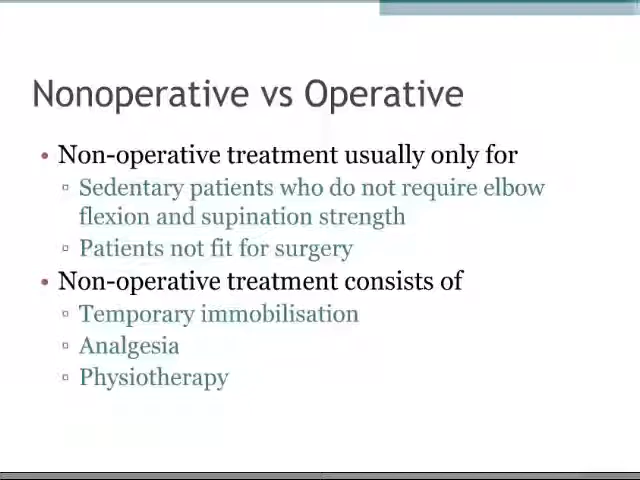 Nonoperative vs Operative
• Non-operative treatment usually only for
▫ Sedentary patients who do not require elbow
flexion and supination strength
▫ Patients not fit for surgery
• Non-operative treatment consists of
▫ Temporary immobilisation
▫ Analgesia
▫ Physiotherapy